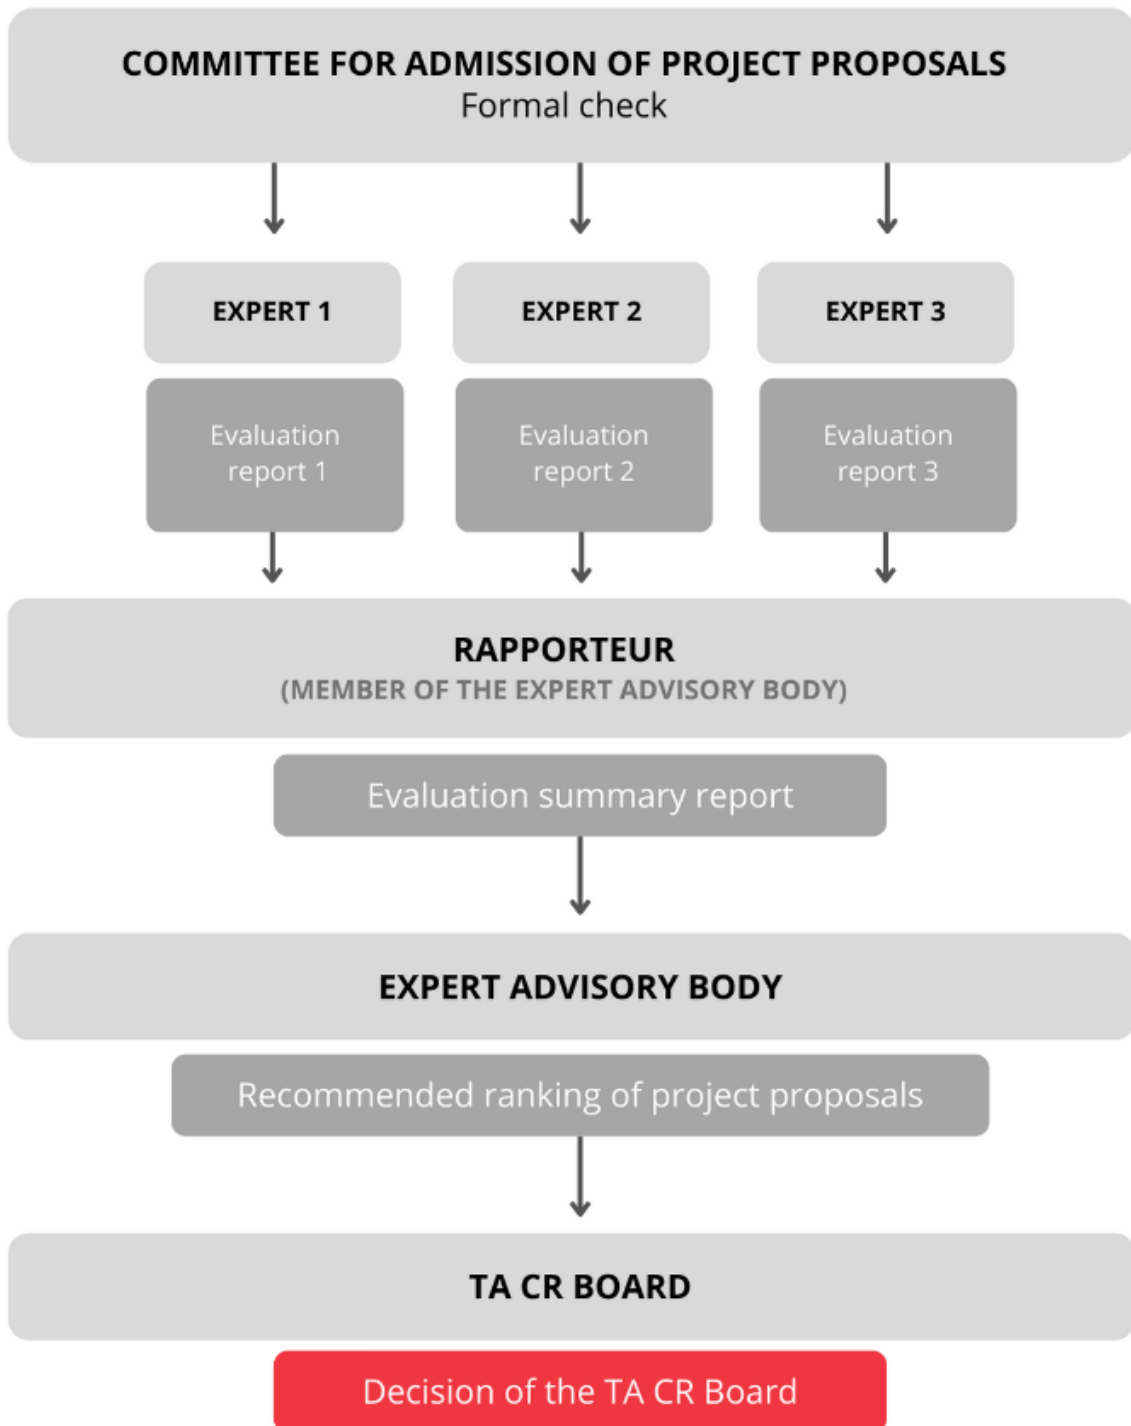 COMMITTEE FOR ADMISSION OF PROJECT PROPOSALS
Formal check
EXPERT 1
EXPERT 2
EXPERT 3
Evaluation
report 1
Evaluation
report 2
Evaluation
report 3
RAPPORTEUR
(MEMBER OF THE EXPERT ADVISORY BODY)
Evaluation summary report
EXPERT ADVISORY BODY
Recommended ranking of project proposals
TA CR BOARD
Decision of the TA CR Board